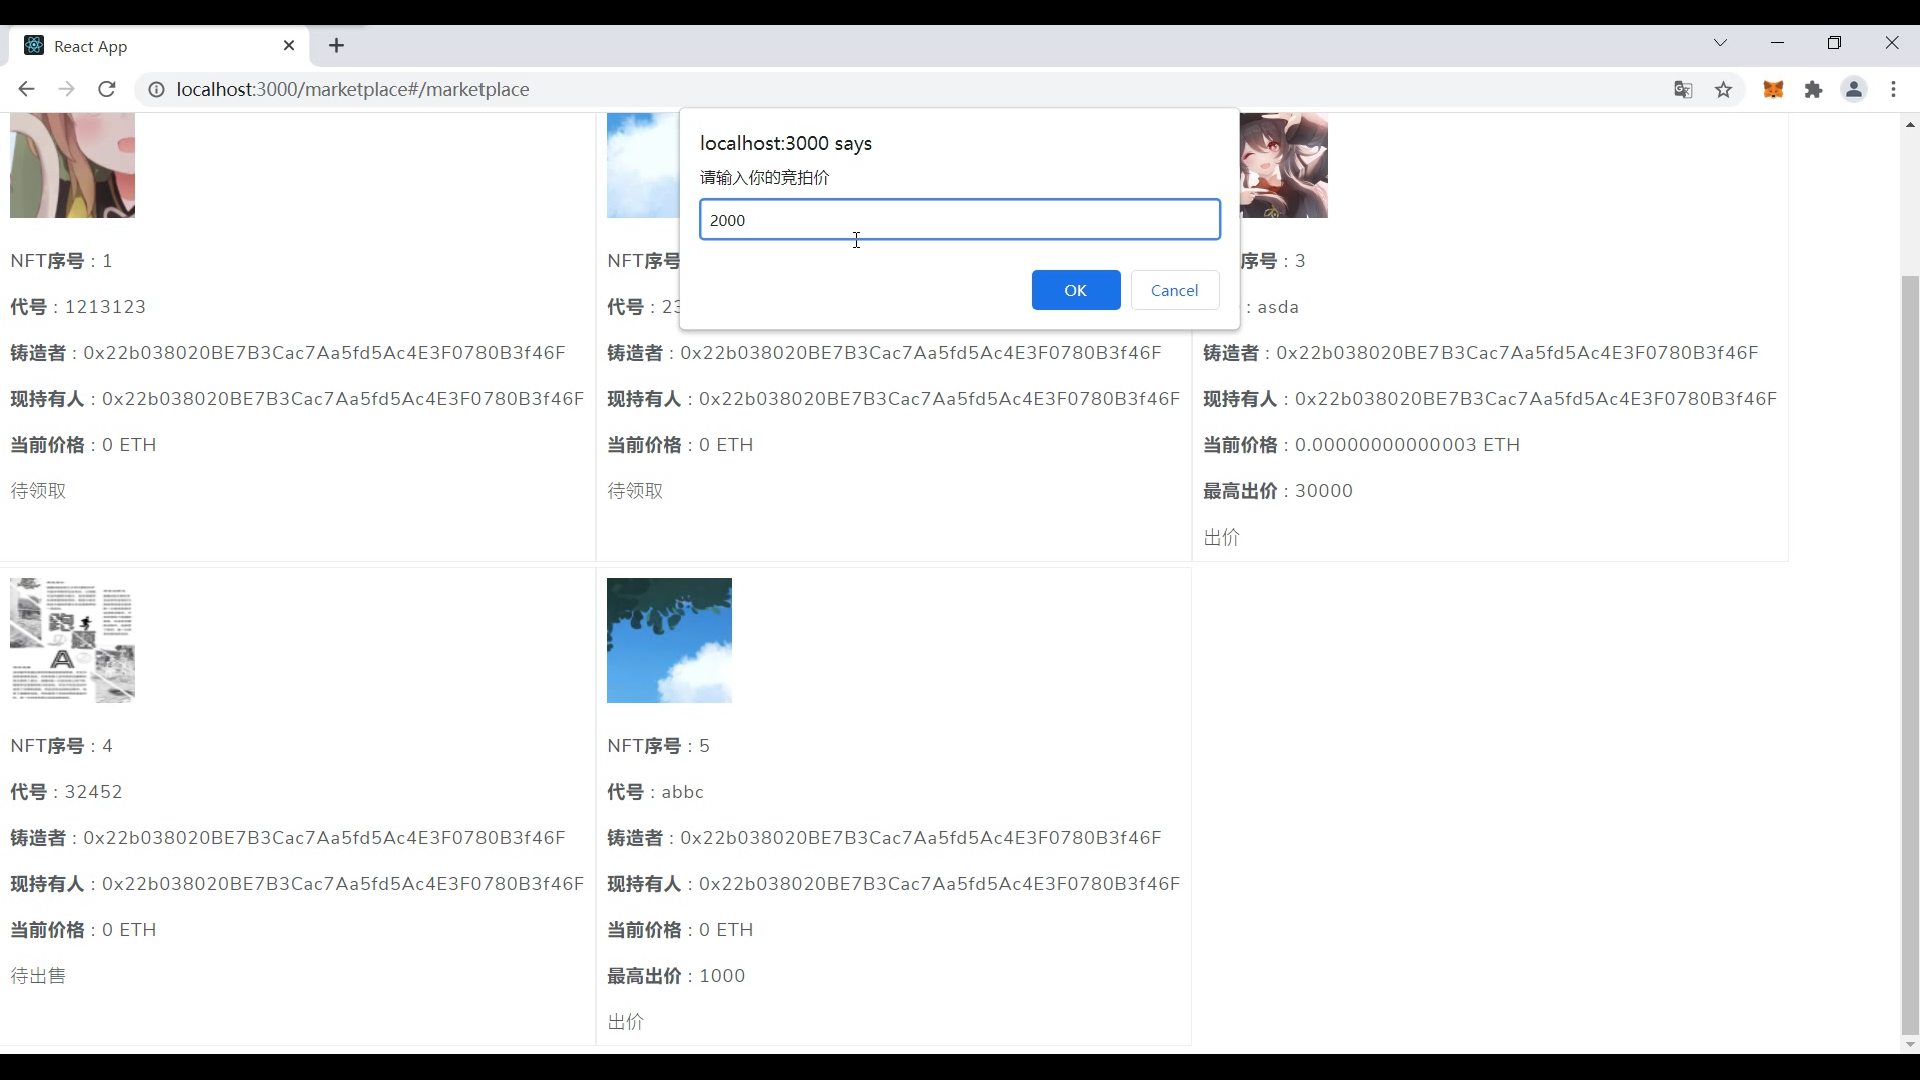 React App
localhost:3000/marketplace#/marketplace
localhost:3000 says
请输入你的竞拍价
2000
OK
Cancel
NFT序号 : 1
代号 : 1213123
铸造者 : 0x22b038020BE7B3Cac7Aa5fd5Ac4E3F0780B3f46F
现持有人 : 0x22b038020BE7B3Cac7Aa5fd5Ac4E3F0780B3f46F
当前价格 : 0 ETH
待领取
NFT序号
代号 : 23
铸造者 : 0x22b038020BE7B3Cac7Aa5fd5Ac4E3F0780B3f46F
现持有人 : 0x22b038020BE7B3Cac7Aa5fd5Ac4E3F0780B3f46F
当前价格 : 0 ETH
待领取
序号 : 3
: asda
铸造者 : 0x22b038020BE7B3Cac7Aa5fd5Ac4E3F0780B3f46F
现持有人 : 0x22b038020BE7B3Cac7Aa5fd5Ac4E3F0780B3f46F
当前价格 : 0.00000000000003 ETH
最高出价 : 30000
出价
跑
A
NFT序号 : 4
代号 : 32452
铸造者 : 0x22b038020BE7B3Cac7Aa5fd5Ac4E3F0780B3f46F
现持有人 : 0x22b038020BE7B3Cac7Aa5fd5Ac4E3F0780B3f46F
当前价格 : 0 ETH
待出售
NFT序号 : 5
代号 : abbc
铸造者 : 0x22b038020BE7B3Cac7Aa5fd5Ac4E3F0780B3f46F
现持有人 : 0x22b038020BE7B3Cac7Aa5fd5Ac4E3F0780B3f46F
当前价格 : 0 ETH
最高出价 : 1000
出价